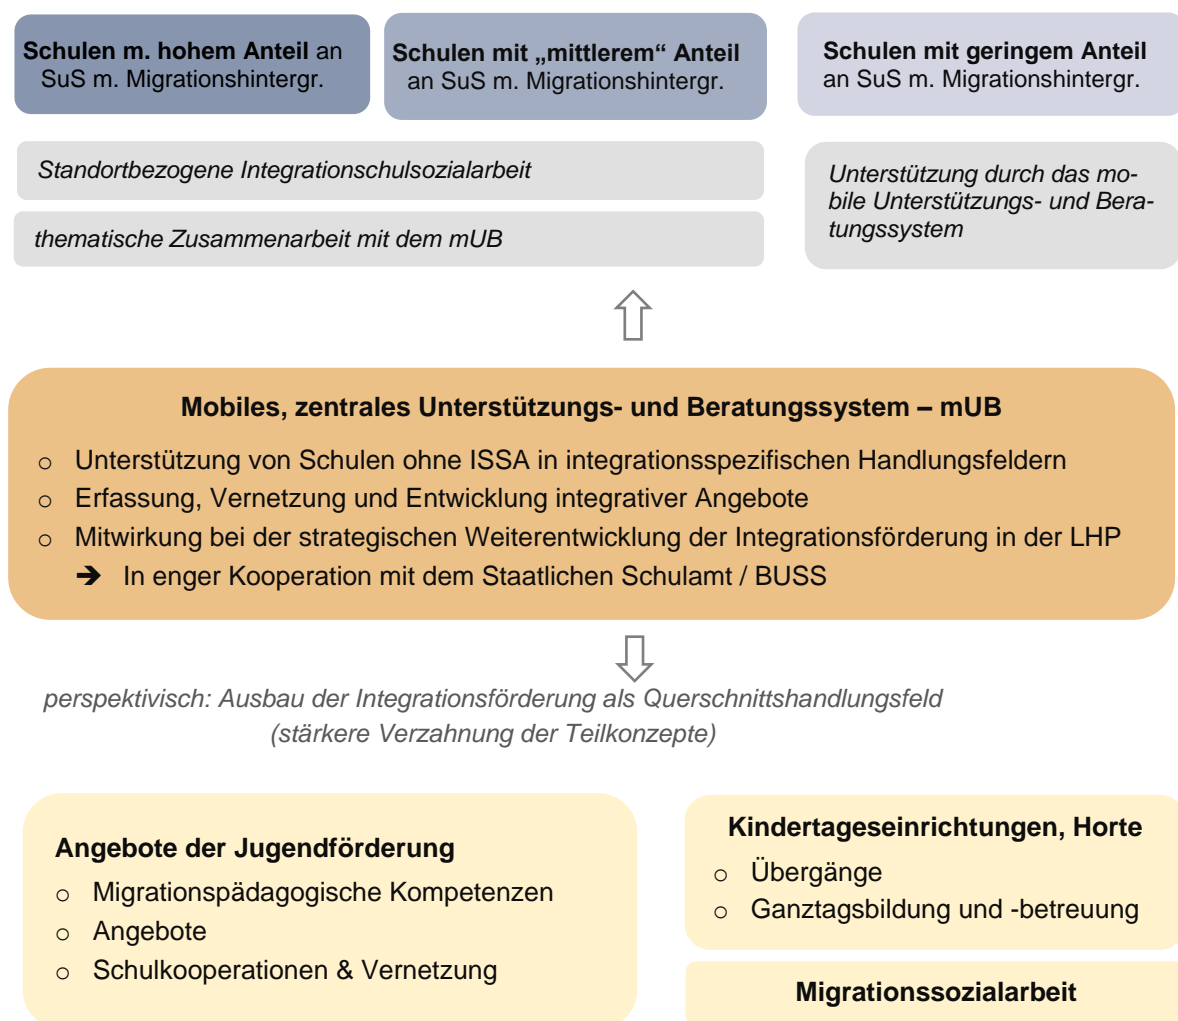 Schulen m. hohem Anteil an
SuS m. Migrationshintergr.
Schulen mit „mittlerem“ Anteil
an SuS m. Migrationshintergr.
Schulen mit geringem Anteil
an SuS m. Migrationshintergr.
Standortbezogene Integrationschulsozialarbeit
thematische Zusammenarbeit mit dem mUB
Unterstützung durch das mo-
bile Unterstützungs- und Bera-
tungssystem
Mobiles, zentrales Unterstützungs- und Beratungssystem – mUB
o Unterstützung von Schulen ohne ISSA in integrationsspezifischen Handlungsfeldern
o Erfassung, Vernetzung und Entwicklung integrativer Angebote
o Mitwirkung bei der strategischen Weiterentwicklung der Integrationsförderung in der LHP
➔ In enger Kooperation mit dem Staatlichen Schulamt / BUSS
perspektivisch: Ausbau der Integrationsförderung als Querschnittshandlungsfeld
(stärkere Verzahnung der Teilkonzepte)
Angebote der Jugendförderung
o Migrationspädagogische Kompetenzen
o Angebote
o Schulkooperationen & Vernetzung
Kindertageseinrichtungen, Horte
o Übergänge
o Ganztagsbildung und -betreuung
Migrationssozialarbeit